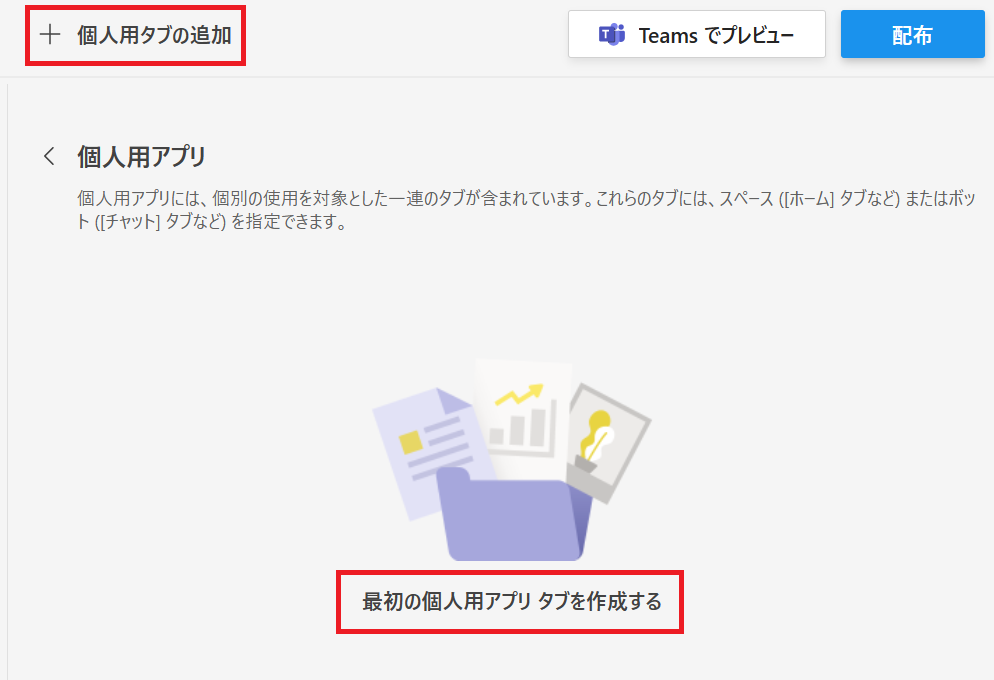 個人用タブの追加
Teams でプレビュー
配布
個人用アプリ
個人用アプリには、個別の使用を対象とした一連のタブが含まれています。これらのタブには、スペース ([ホーム] タブなど) またはボッ
ト ([チャット] タブなど) を指定できます。
最初の個人用アプリ タブを作成する